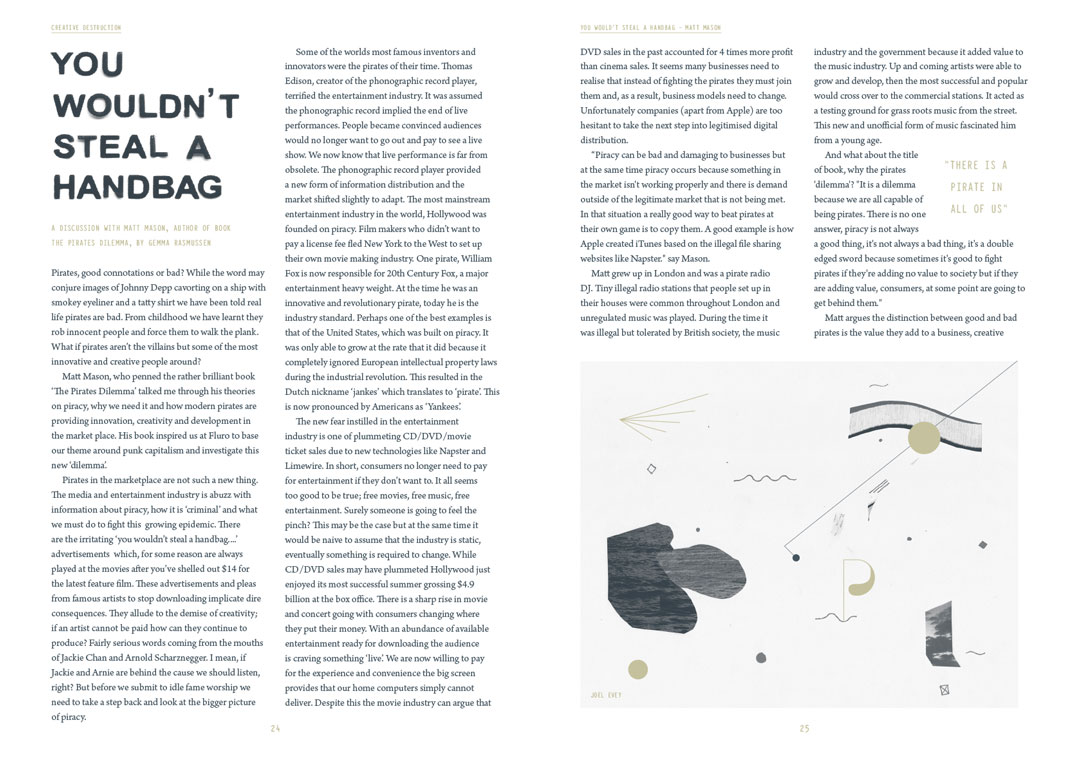 CREATIVE DESTRUCTION
YOU
WOULDN'T
STEAL A
HANDBAG
A DISCUSSION WITH MATT MASON, AUTHOR OF BOOK
THE PIRATES DILEMMA, BY GEMMA RASMUSSEN
Pirates, good connotations or bad? While the word may
conjure images of Johnny Depp cavorting on a ship with
smokey eyeliner and a tatty shirt we have been told real
life pirates are bad. From childhood we have learnt they
rob innocent people and force them to walk the plank.
What if pirates aren't the villains but some of the most
innovative and creative people around?
Matt Mason, who penned the rather brilliant book
'The Pirates Dilemma' talked me through his theories
on piracy, why we need it and how modern pirates are
providing innovation, creativity and development in
the market place. His book inspired us at Fluro to base
our theme around punk capitalism and investigate this
new 'dilemma'.
Pirates in the marketplace are not such a new thing.
The media and entertainment industry is abuzz with
information about piracy, how it is 'criminal' and what
we must do to fight this growing epidemic. There
are the irritating 'you wouldn't steal a handbag....'
advertisements which, for some reason are always
played at the movies after you've shelled out $14 for
the latest feature film. These advertisements and pleas
from famous artists to stop downloading implicate dire
consequences. They allude to the demise of creativity;
if an artist cannot be paid how can they continue to
produce? Fairly serious words coming from the mouths
of Jackie Chan and Arnold Scharznegger. I mean, if
Jackie and Arnie are behind the cause we should listen,
right? But before we submit to idle fame worship we
need to take a step back and look at the bigger picture
of piracy.
Some of the worlds most famous inventors and
innovators were the pirates of their time. Thomas
Edison, creator of the phonographic record player,
terrified the entertainment industry. It was assumed
the phonographic record implied the end of live
performances. People became convinced audiences
would no longer want to go out and pay to see a live
show. We now know that live performance is far from
obsolete. The phonographic record player provided
a new form of information distribution and the
market shifted slightly to adapt. The most mainstream
entertainment industry in the world, Hollywood was
founded on piracy. Film makers who didn't want to
pay a license fee fled New York to the West to set up
their own movie making industry. One pirate, William
Fox is now responsible for 20th Century Fox, a major
entertainment heavy weight. At the time he was an
innovative and revolutionary pirate, today he is the
industry standard. Perhaps one of the best examples is
that of the United States, which was built on piracy. It
was only able to grow at the rate that it did because it
completely ignored European intellectual property laws
during the industrial revolution. This resulted in the
Dutch nickname 'jankes' which translates to 'pirate'. This
is now pronounced by Americans as 'Yankees'.
The new fear instilled in the entertainment
industry is one of plummeting CD/DVD/movie
ticket sales due to new technologies like Napster and
Limewire. In short, consumers no longer need to pay
for entertainment if they don't want to. It all seems
too good to be true; free movies, free music, free
entertainment. Surely someone is going to feel the
pinch? This may be the case but at the same time it
would be naive to assume that the industry is static,
eventually something is required to change. While
CD/DVD sales may have plummeted Hollywood just
enjoyed its most successful summer grossing $4.9
billion at the box office. There is a sharp rise in movie
and concert going with consumers changing where
they put their money. With an abundance of available
entertainment ready for downloading the audience
is craving something 'live'. We are now willing to pay
for the experience and convenience the big screen
provides that our home computers simply cannot
deliver. Despite this the movie industry can argue that
24
YOU WOULDN'T STEAL A HANDBAG - MATT MASON
DVD sales in the past accounted for 4 times more profit
than cinema sales. It seems many businesses need to
realise that instead of fighting the pirates they must join
them and, as a result, business models need to change.
Unfortunately companies (apart from Apple) are too
hesitant to take the next step into legitimised digital
distribution.
"Piracy can be bad and damaging to businesses but
at the same time piracy occurs because something in
the market isn't working properly and there is demand
outside of the legitimate market that is not being met.
In that situation a really good way to beat pirates at
their own game is to copy them. A good example is how
Apple created iTunes based on the illegal file sharing
websites like Napster." say Mason.
Matt grew up in London and was a pirate radio
DJ. Tiny illegal radio stations that people set up in
their houses were common throughout London and
unregulated music was played. During the time it
was illegal but tolerated by British society, the music
industry and the government because it added value to
the music industry. Up and coming artists were able to
grow and develop, then the most successful and popular
would cross over to the commercial stations. It acted as
a testing ground for grass roots music from the street.
This new and unofficial form of music fascinated him
from a young age.
And what about the title
of book, why the pirates
'dilemma'? "It is a dilemma
because we are all capable of
being pirates. There is no one
answer, piracy is not always
a good thing, it's not always a bad thing, it's a double
edged sword because sometimes it's good to fight
pirates if they're adding no value to society but if they
are adding value, consumers, at some point are going to
get behind them."
Matt argues the distinction between good and bad
pirates is the value they add to a business, creative
"THERE IS A
PIRATE IN
ALL OF US"
P
JOEL EVEY
25